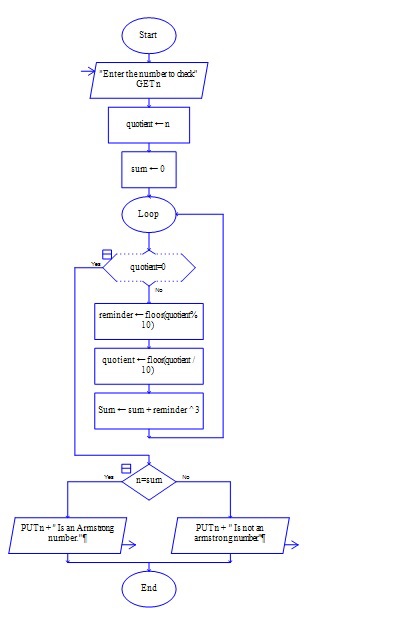 Start
"Enter the number to check"
GET n
quotient ← n
sum ← 0
Loop
quotient=0
Yes
No
reminder ← floor(quotient%
10)
quotient ← floor(quotient /
10)
Sum ← sum + reminder ^ 3
n=sum
Yes
No
PUT n + " Is an Armstrong
number."¶
PUT n + " Is not an
armstrong number"¶
End